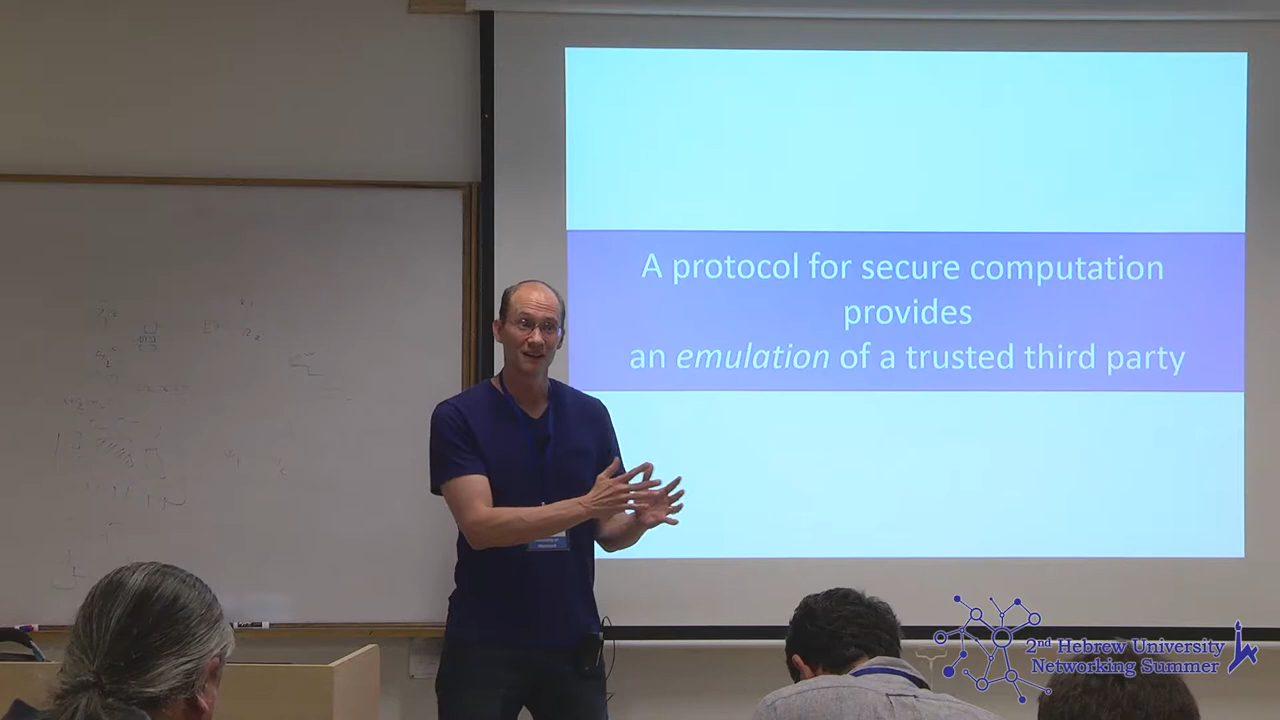 A protocol for secure computation
provides
an emulation of a trusted third party
2nd Hebrew University
Networking Summer